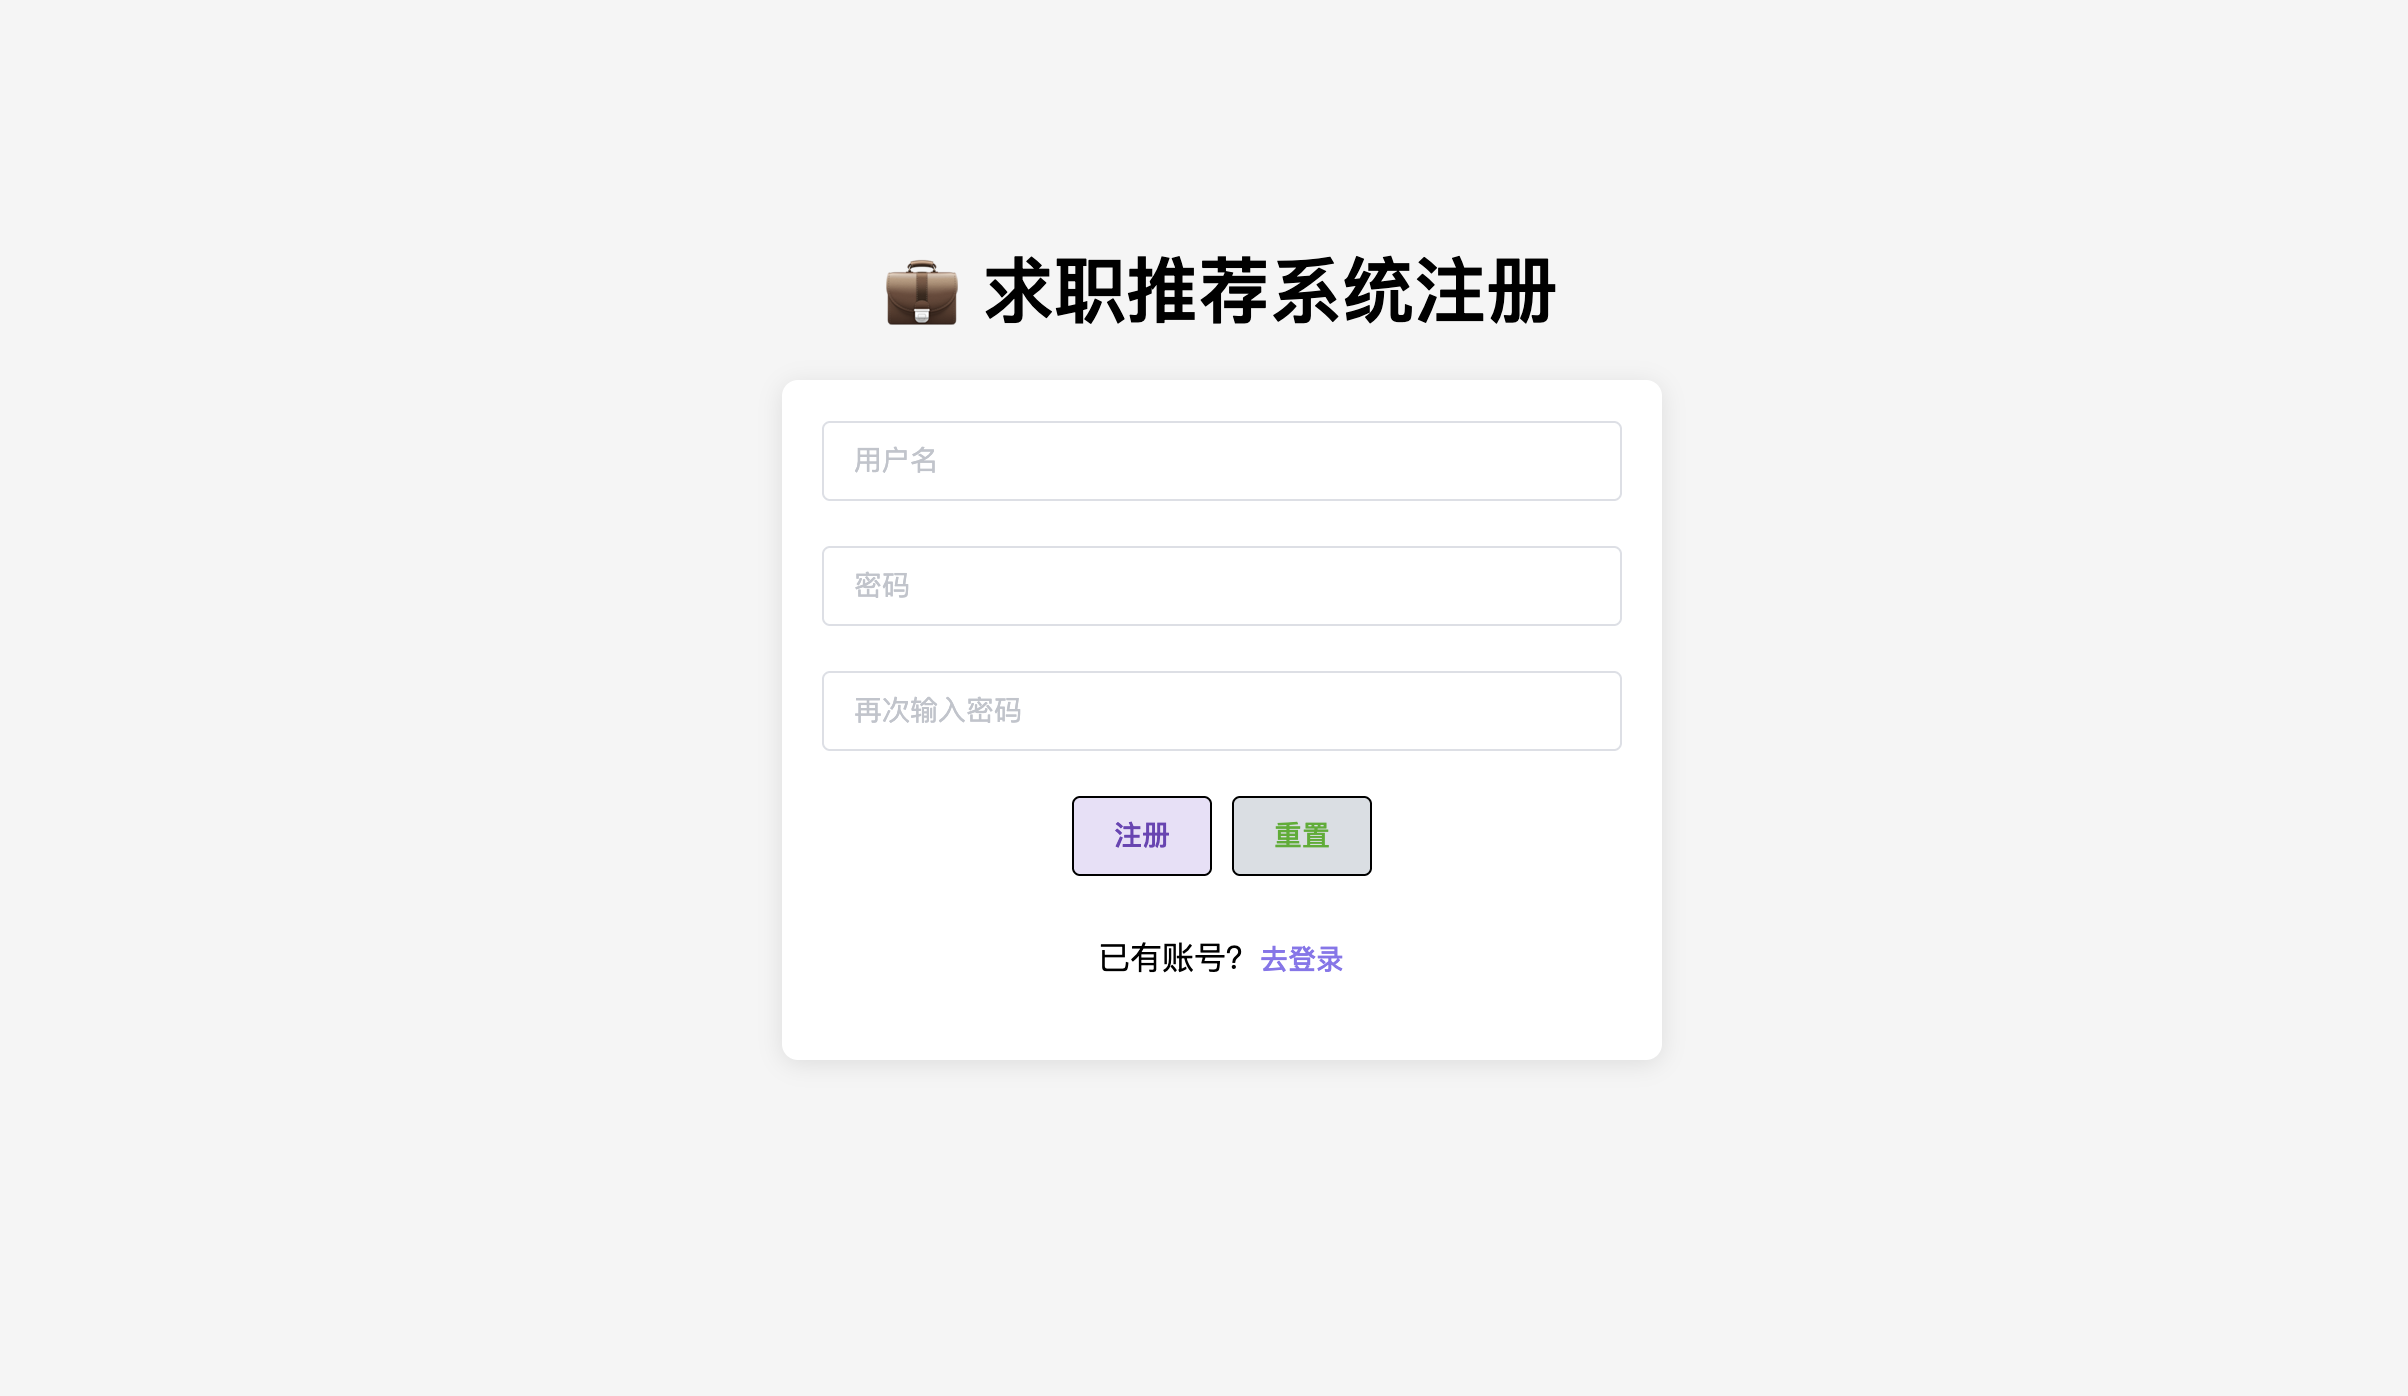 💼 求职推荐系统注册
用户名
密码
再次输入密码
注册 重置
已有账号？ 去登录